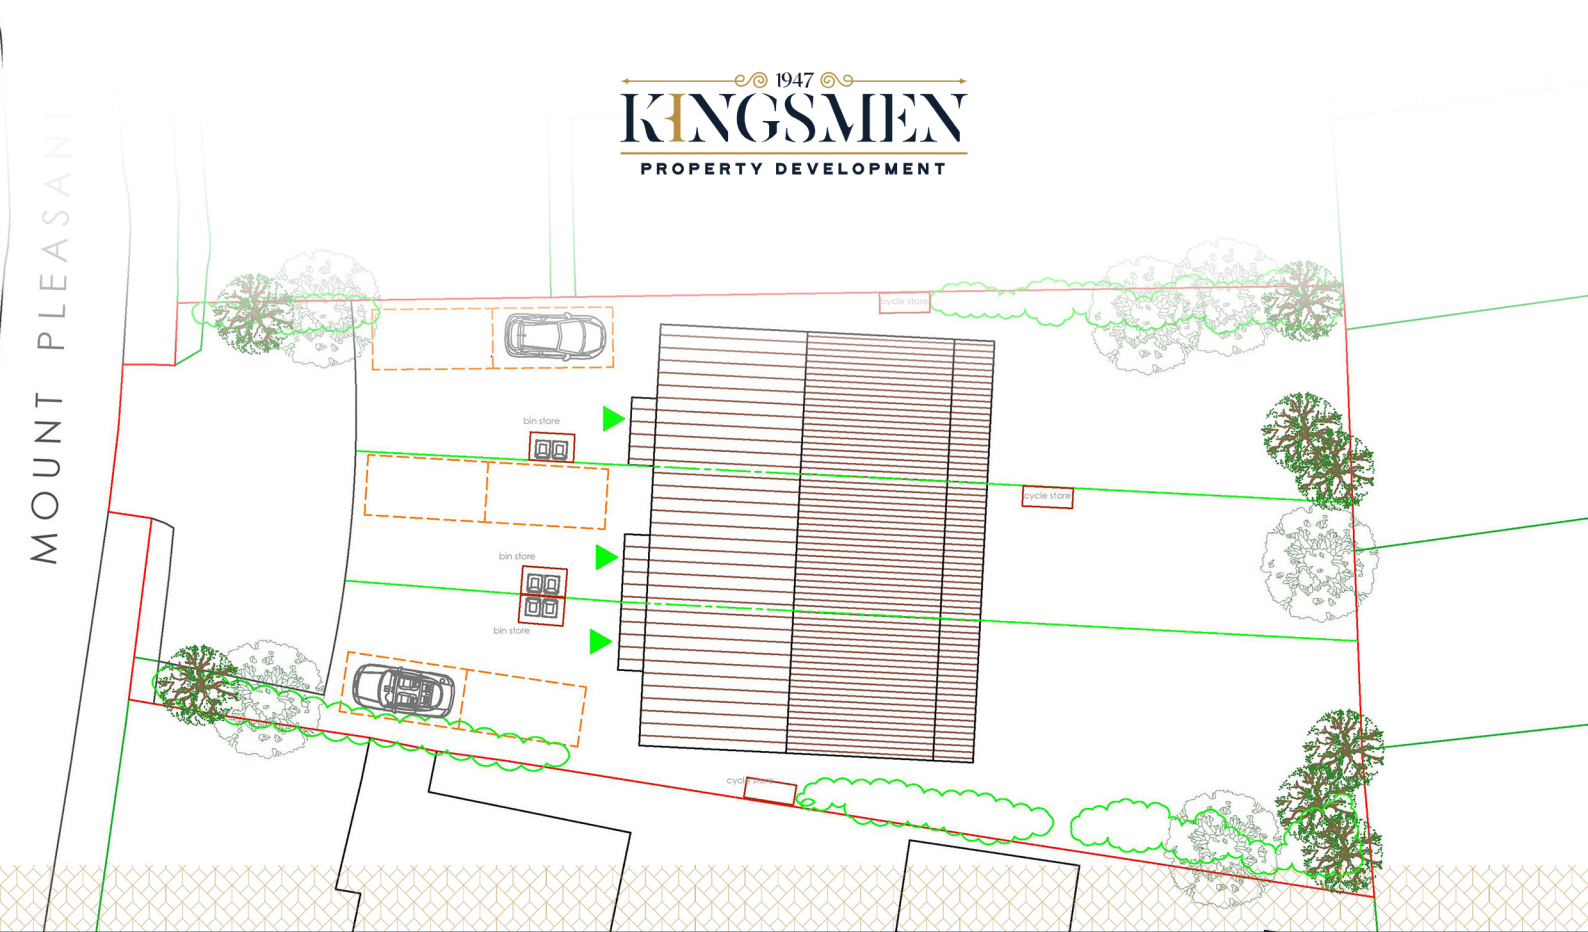 1947
KINGSMEN
PROPERTY DEVELOPMENT
MOUNT PLEASANT
cycle store
bin store
cycle store
bin store
bin store
cycle store